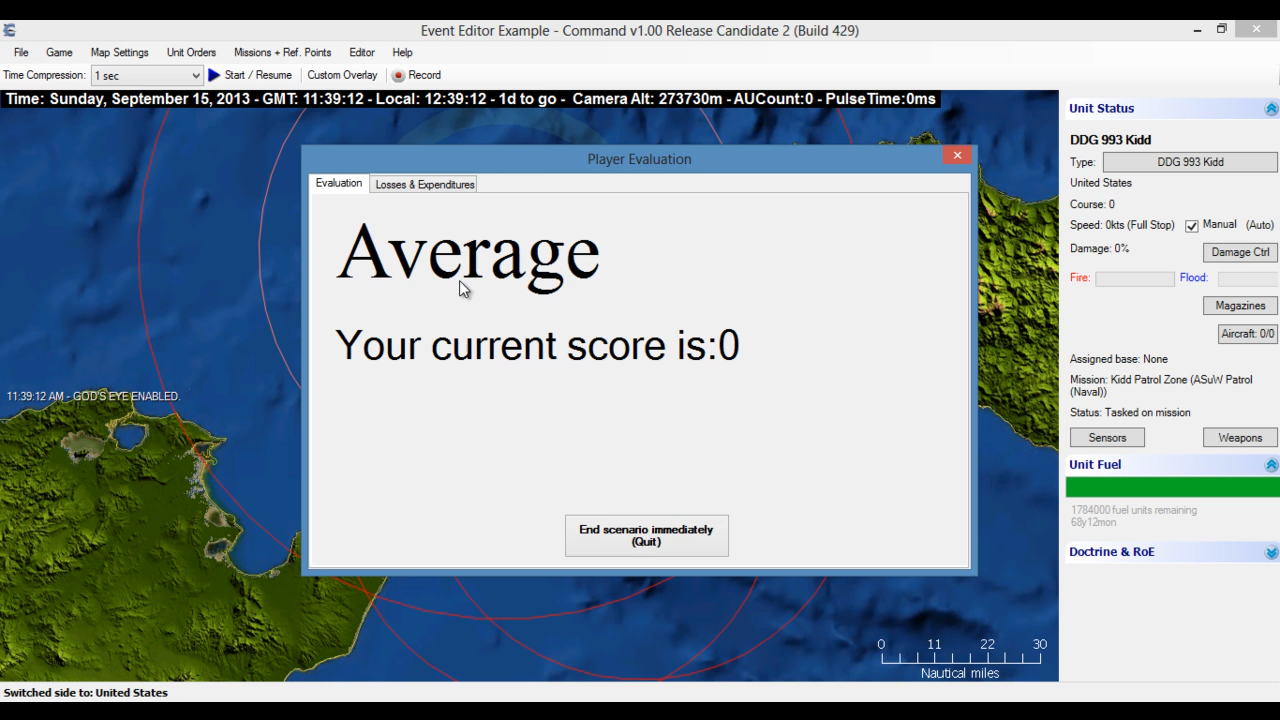 Event Editor Example - Command v1.00 Release Candidate 2 (Build 429)
File Game Map Settings Unit Orders Missions + Ref. Points Editor Help
Time Compression: 1 sec Start / Resume Custom Overlay Record
Time: Sunday, September 15, 2013 - GMT: 11:39:12 - Local: 12:39:12 - 1d to go - Camera Alt: 273730m - AUCount:0 - PulseTime:0ms
Player Evaluation
Evaluation Losses & Expenditures
Average
Your current score is:0
End scenario immediately
(Quit)
11:39:12 AM - GOD'S EYE ENABLED.
0 11 22 30
Nautical miles
Unit Status
DDG 993 Kidd
Type: DDG 993 Kidd
United States
Course: 0
Speed: 0kts (Full Stop) Manual (Auto)
Damage: 0% Damage Ctrl
Fire: Flood:
Magazines
Aircraft: 0/0
Assigned base: None
Mission: Kidd Patrol Zone (ASuW Patrol
(Naval))
Status: Tasked on mission
Sensors Weapons
Unit Fuel
1784000 fuel units remaining
68y12mon
Doctrine & RoE
Switched side to: United States